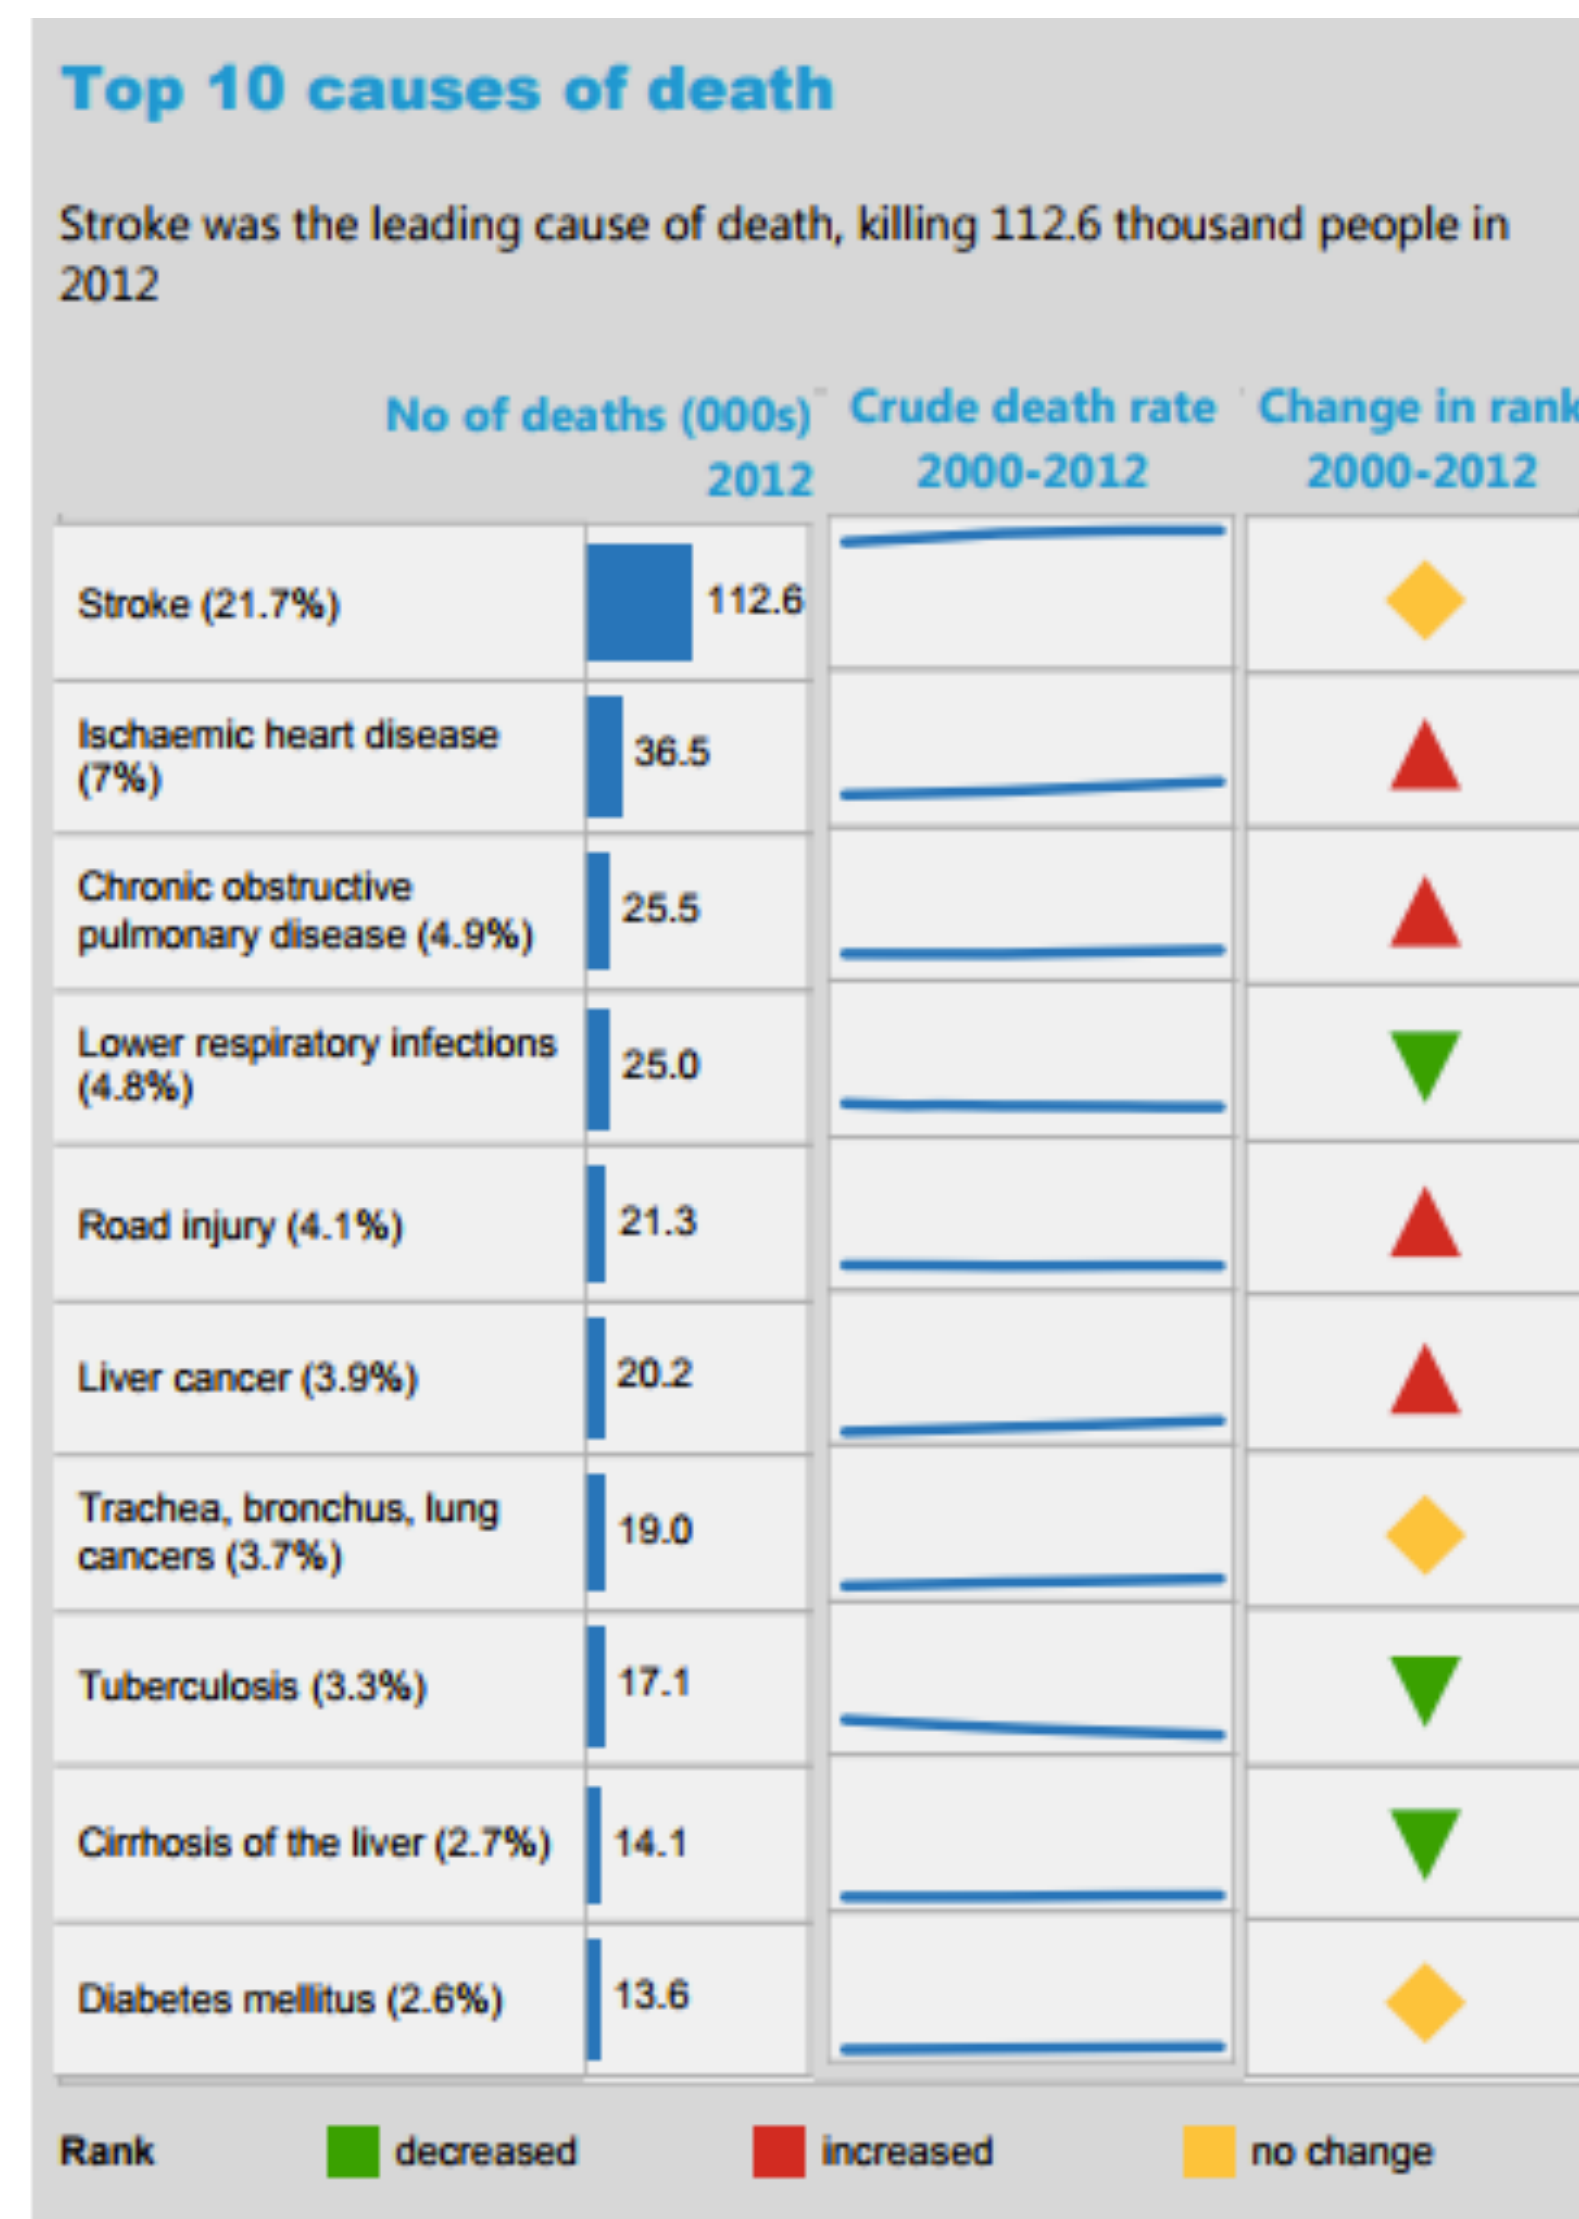 Top 10 causes of death
Stroke was the leading cause of death, killing 112.6 thousand people in
2012
No of deaths (000s)
2012
Crude death rate
2000-2012
Change in rank
2000-2012
Stroke (21.7%)
112.6
Ischaemic heart disease
(7%)
36.5
Chronic obstructive
pulmonary disease (4.9%)
25.5
Lower respiratory infections
(4.8%)
25.0
Road injury (4.1%)
21.3
Liver cancer (3.9%)
20.2
Trachea, bronchus, lung
cancers (3.7%)
19.0
Tuberculosis (3.3%)
17.1
Cirrhosis of the liver (2.7%)
14.1
Diabetes mellitus (2.6%)
13.6
Rank decreased increased no change